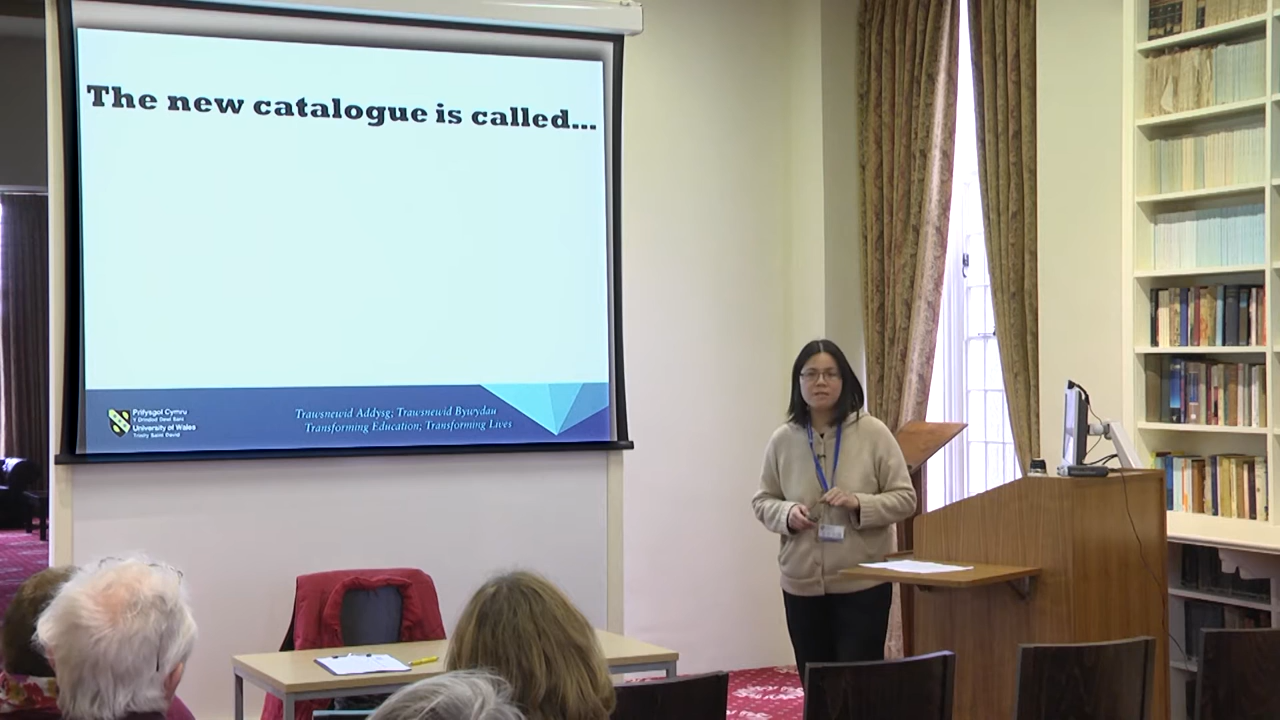 The new catalogue is called...
Prifysgol Cymru
Y Drindod Dewi Sant
University of Wales
Trinity Saint David
Trawsnewid Addysg; Trawsnewid Bywydau
Transforming Education; Transforming Lives